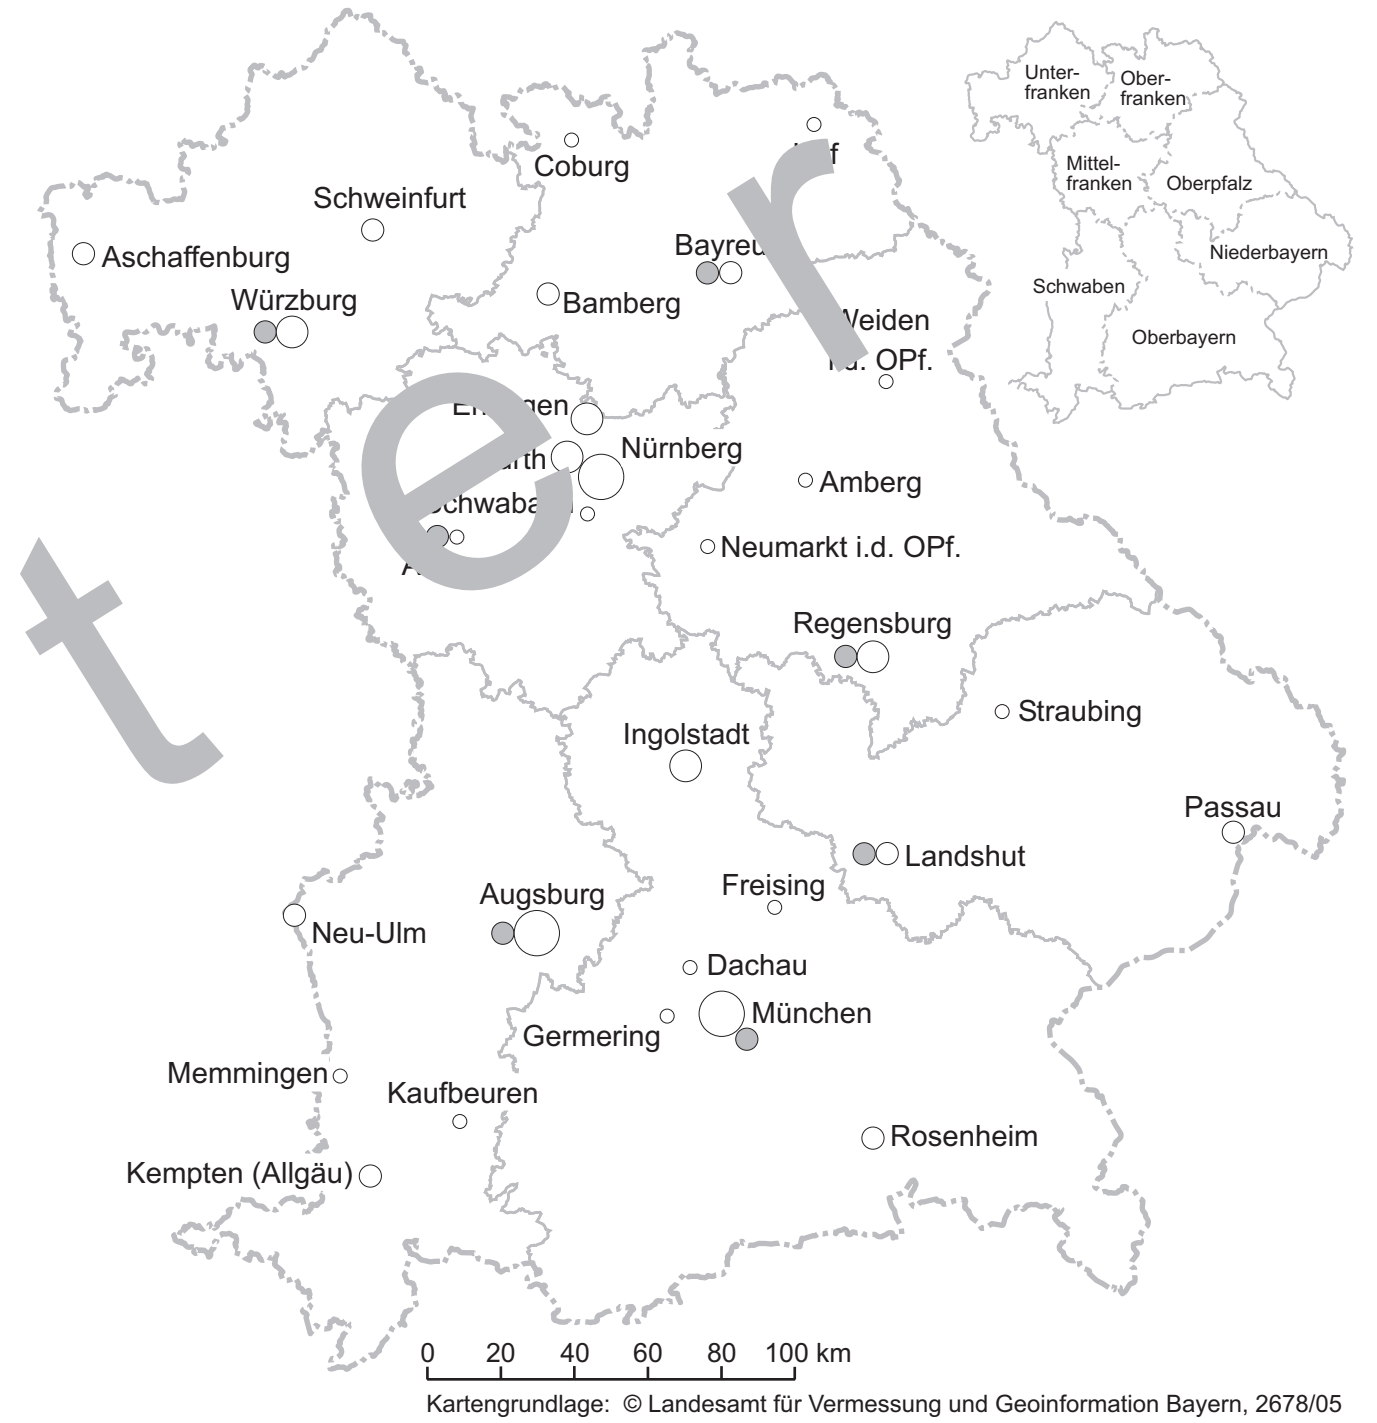 Unter-
franken
Ober-
franken
Mittel-
franken
Oberpfalz
Niederbayern
Schwaben
Oberbayern
Coburg
Schweinfurt
Aschaffenburg
Würzburg
Bamberg
Weiden
OPf.
Nürnberg
Amberg
Neumarkt i.d. OPf.
Regensburg
Straubing
Ingolstadt
Passau
Landshut
Freising
Augsburg
Neu-Ulm
Dachau
München
Germering
Memmingen
Kaufbeuren
Rosenheim
Kempten (Allgäu)
0 20 40 60 80 100 km
Kartengrundlage: © Landesamt für Vermessung und Geoinformation Bayern, 2678/05
t
e
r